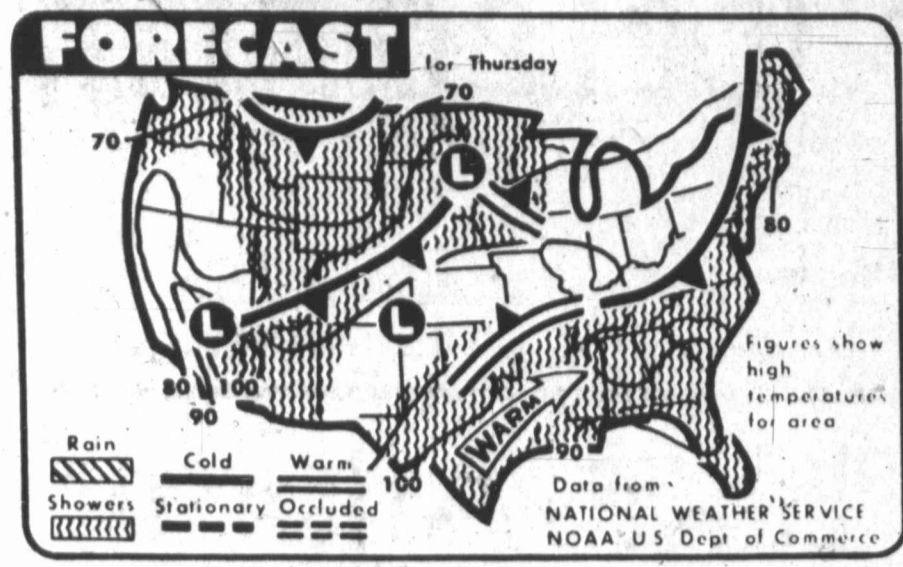 FORECAST
for Thursday
70
70
L
80
L
L
Figures show
high
temperatures
for area
80 100
90
WARM
90
100
Rain
Cold
Warm
Showers
Stationary
Occluded
Data from
NATIONAL WEATHER SERVICE
NOAA U S Dept of Commerce